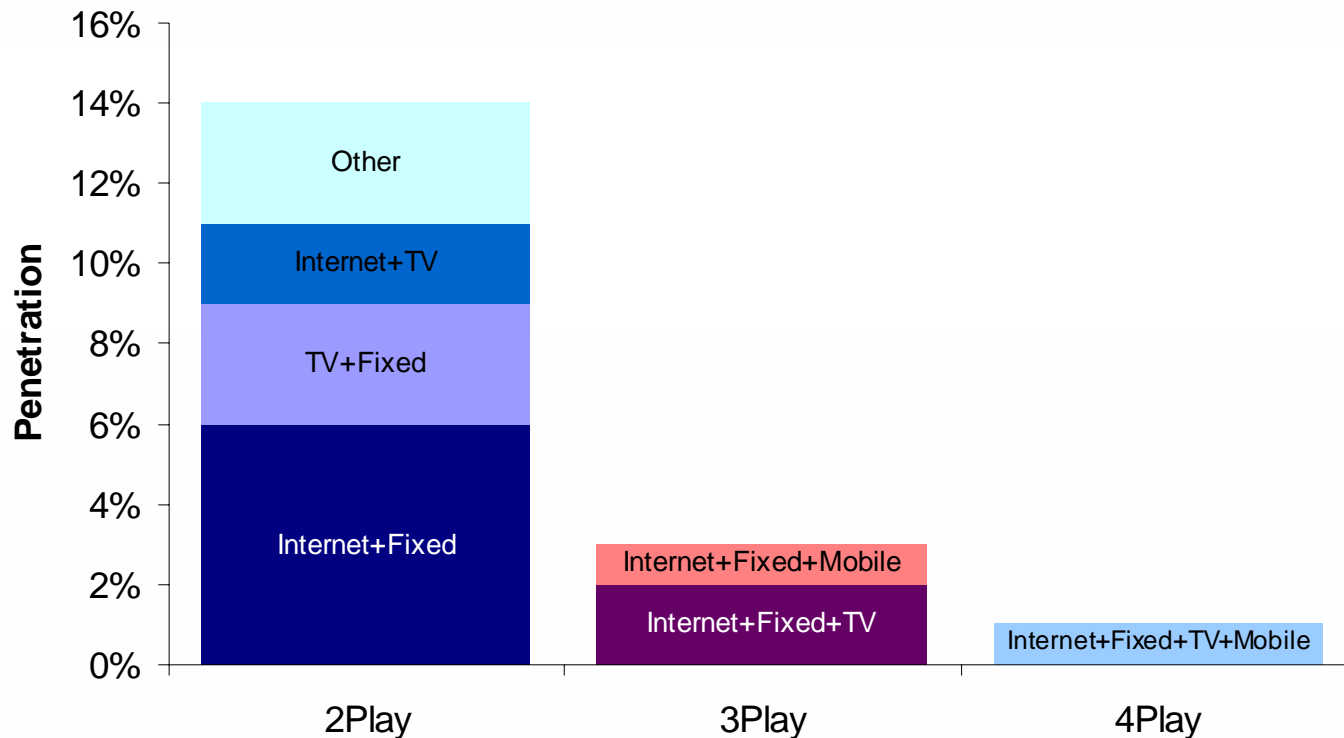 16%
14%
12%
10%
8%
6%
4%
2%
0%
Penetration
Other
Internet+TV
TV+Fixed
Internet+Fixed
Internet+Fixed+Mobile
Internet+Fixed+TV
Internet+Fixed+TV+Mobile
2Play
3Play
4Play